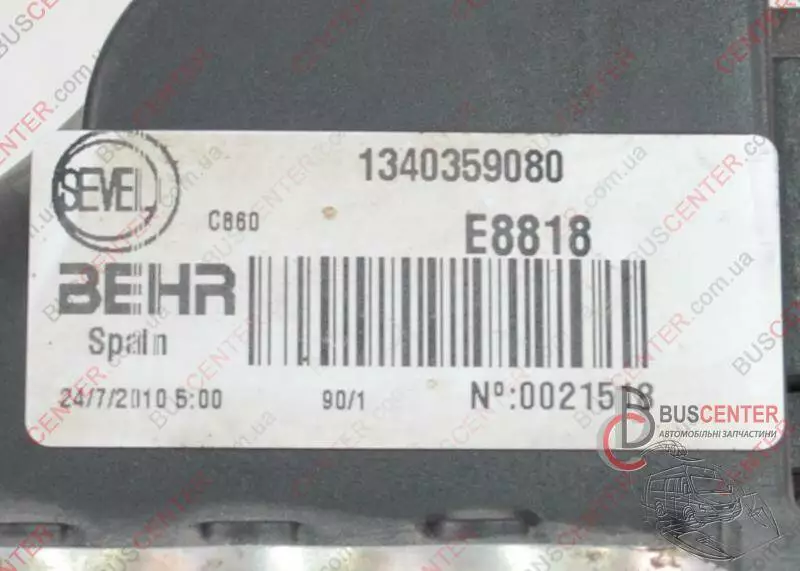 SEVEL
1340359080
C860
E8818
BEHR
Spain
24/7/2010 5:00
90/1
Nº:00215
BUSCENTER
АВТОМОБІЛЬНІ ЗАПЧАСТИНИ
BUSCENTER.com.ua